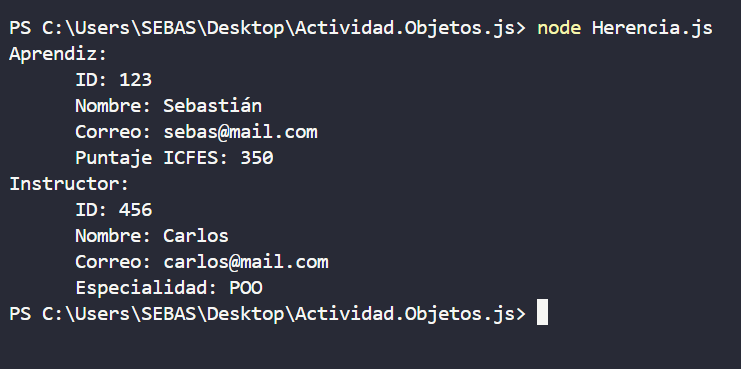 PS C:\Users\SEBAS\Desktop\Actividad.Objetos.js> node Herencia.js
Aprendiz:
      ID: 123
      Nombre: Sebastián
      Correo: sebas@mail.com
      Puntaje ICFES: 350
Instructor:
      ID: 456
      Nombre: Carlos
      Correo: carlos@mail.com
      Especialidad: POO
PS C:\Users\SEBAS\Desktop\Actividad.Objetos.js>